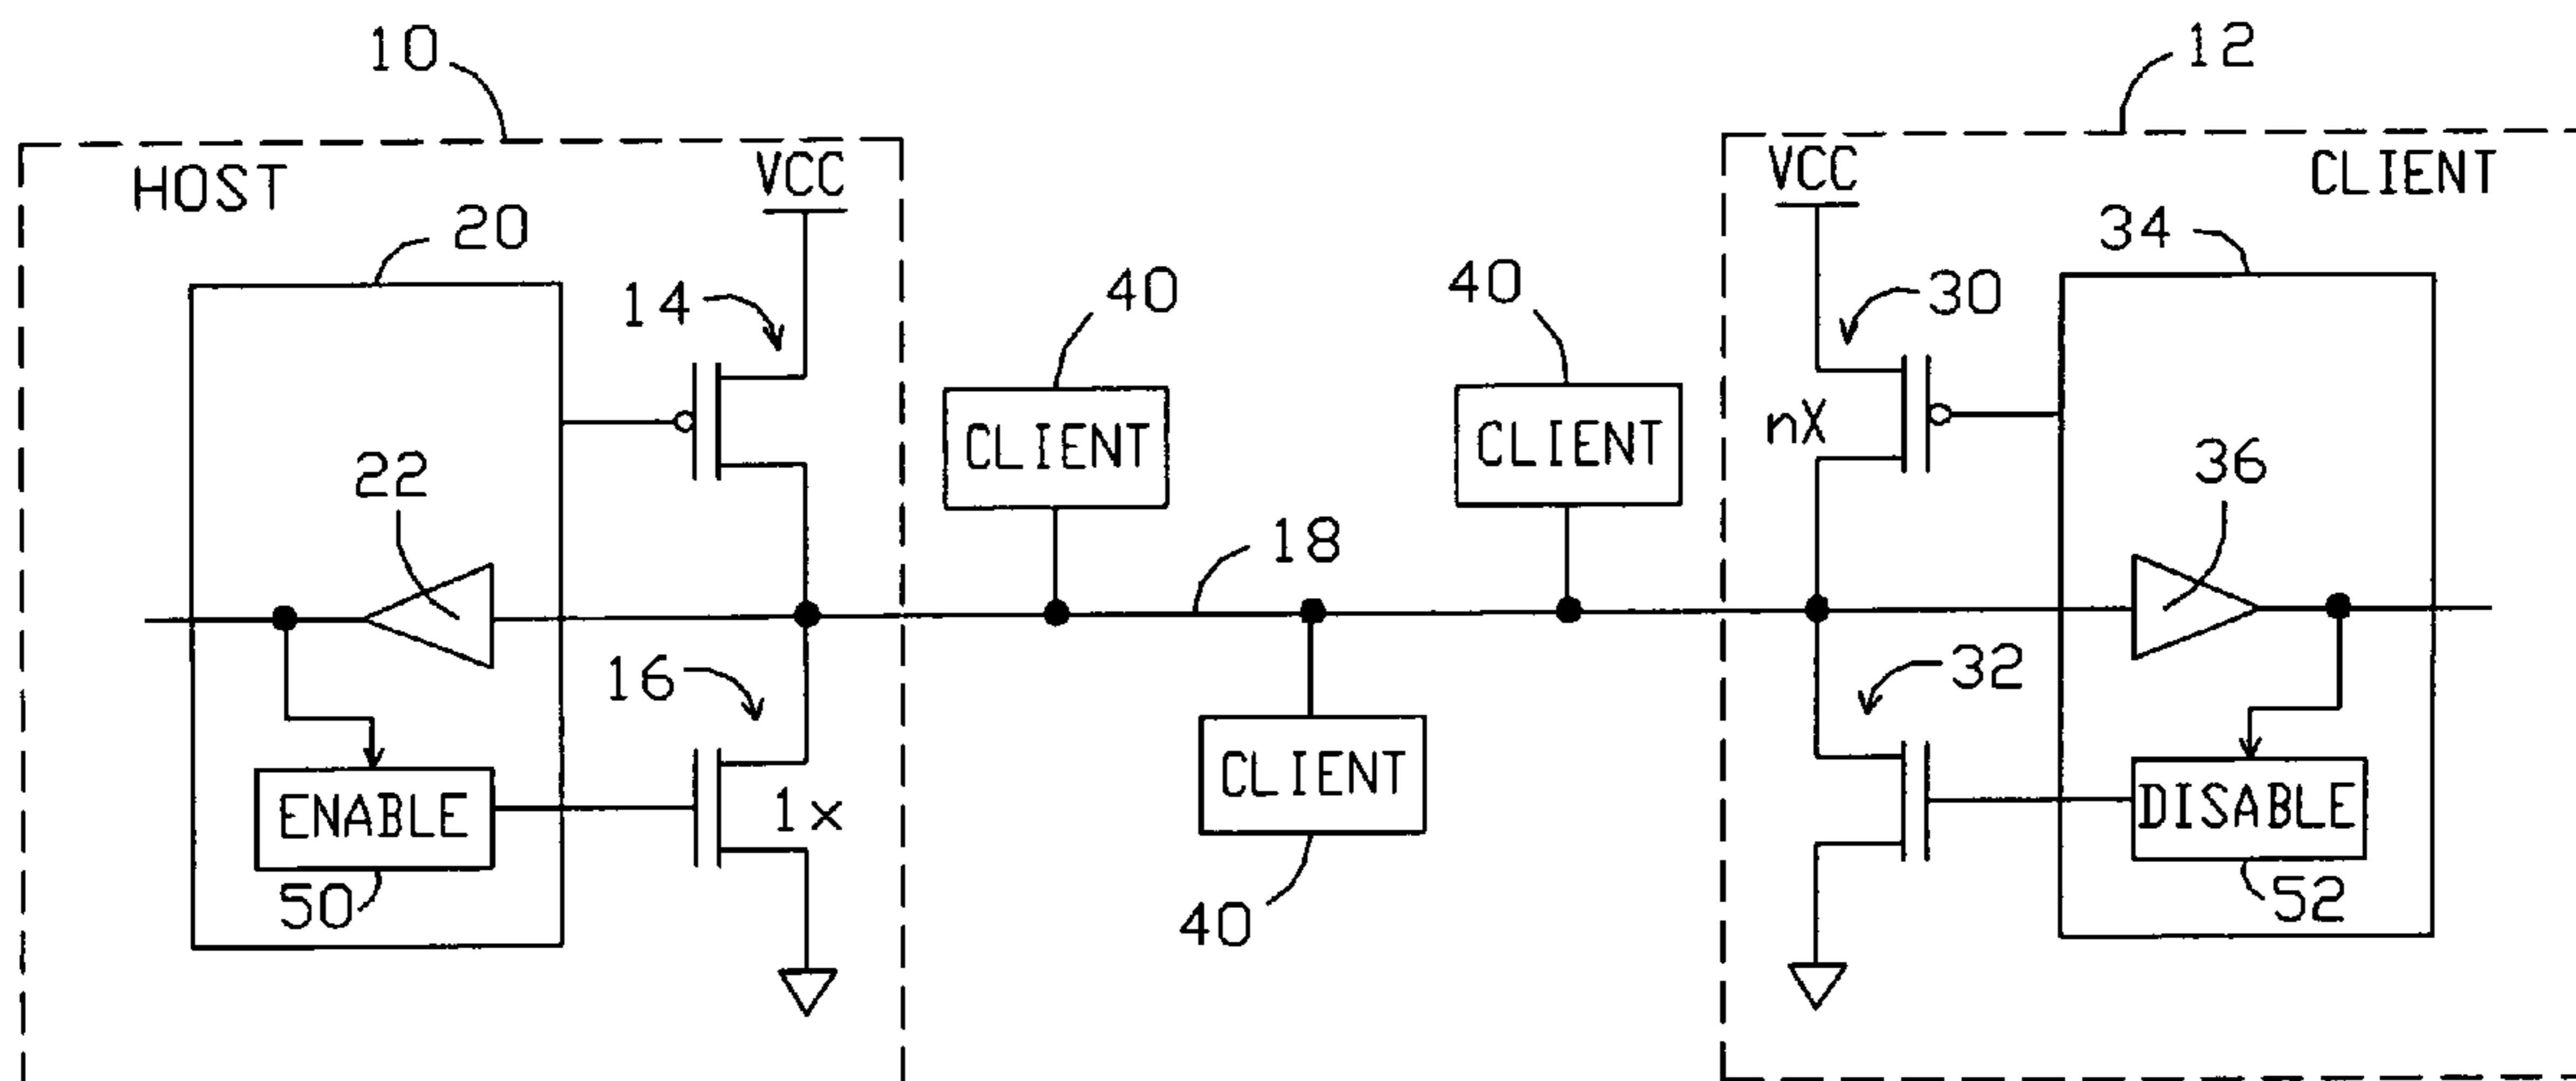 10
12
HOST
VCC
VCC
CLIENT
20
34
14
40
40
30
CLIENT
CLIENT
nX
22
36
18
16
32
CLIENT
ENABLE
1x
DISABLE
50
40
52